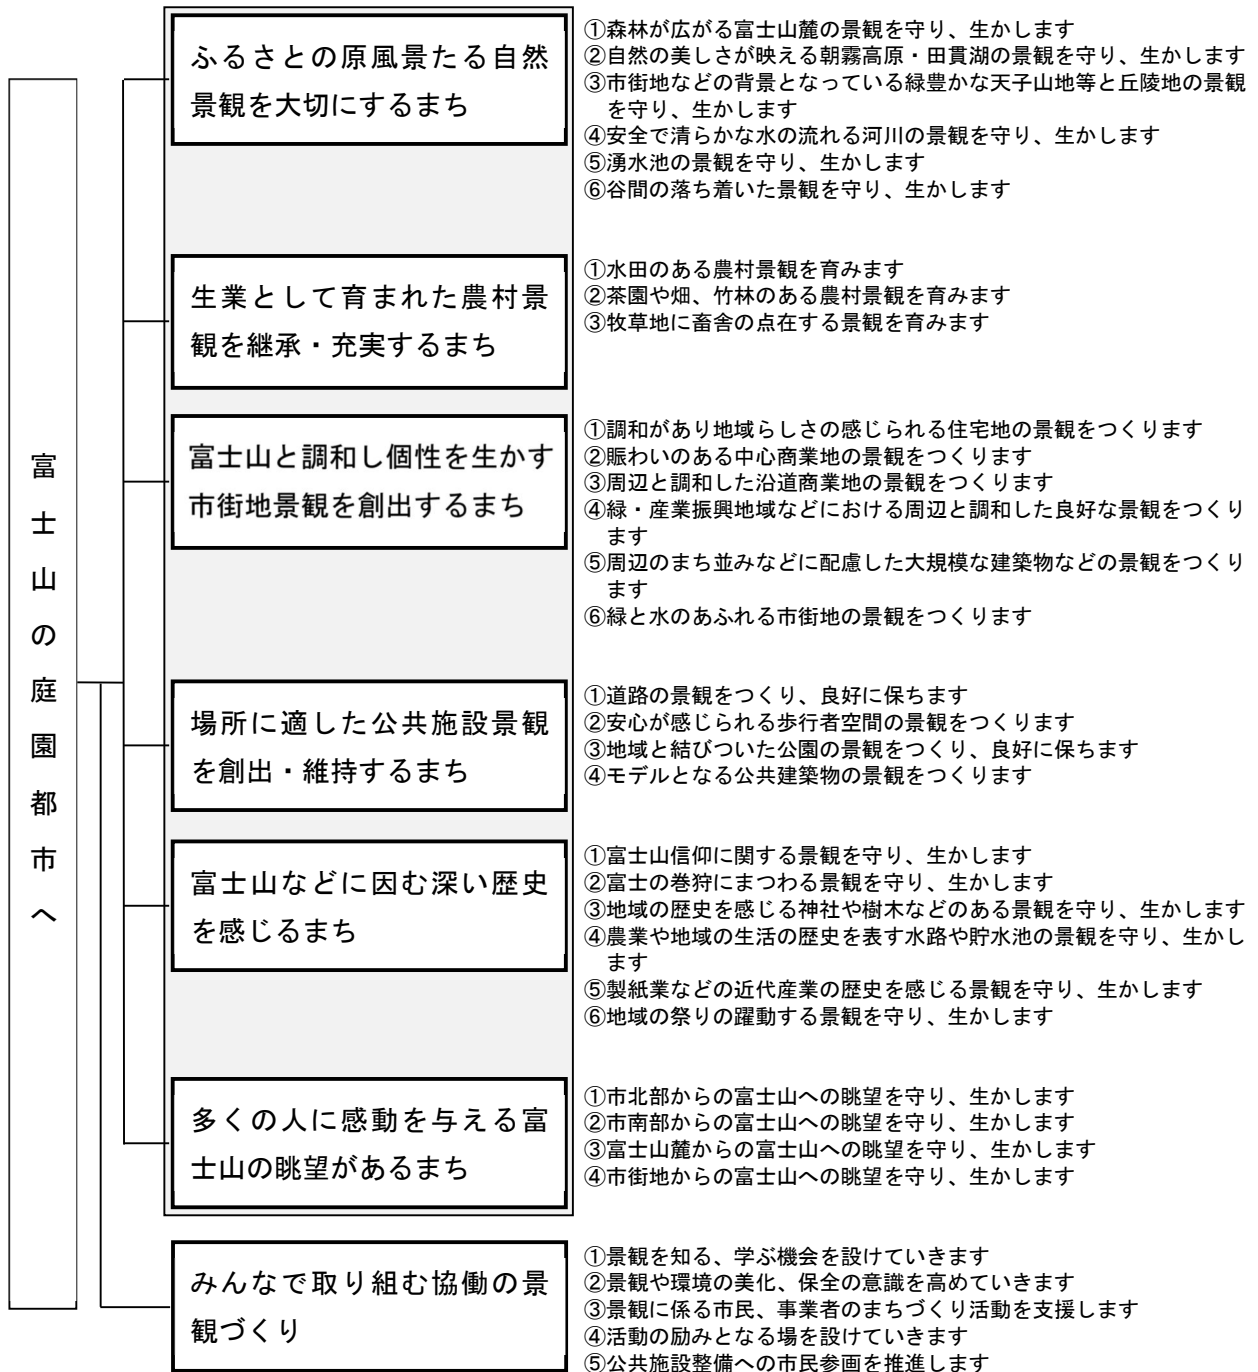 富士山の庭園都市へ
ふるさとの原風景たる自然
景観を大切にするまち
①森林が広がる富士山麓の景観を守り、生かします
②自然の美しさが映える朝霧高原・田貫湖の景観を守り、生かします
③市街地などの背景となっている緑豊かな天子山地等と丘陵地の景観
を守り、生かします
④安全で清らかな水の流れる河川の景観を守り、生かします
⑤湧水池の景観を守り、生かします
⑥谷間の落ち着いた景観を守り、生かします
生業として育まれた農村景
観を継承・充実するまち
①水田のある農村景観を育みます
②茶園や畑、竹林のある農村景観を育みます
③牧草地に畜舎の点在する景観を育みます
富士山と調和し個性を生かす
市街地景観を創出するまち
①調和があり地域らしさの感じられる住宅地の景観をつくります
②賑わいのある中心商業地の景観をつくります
③周辺と調和した沿道商業地の景観をつくります
④緑・産業振興地域などにおける周辺と調和した良好な景観をつくり
ます
⑤周辺のまち並みなどに配慮した大規模な建築物などの景観をつくり
ます
⑥緑と水のあふれる市街地の景観をつくります
場所に適した公共施設景観
を創出・維持するまち
①道路の景観をつくり、良好に保ちます
②安心が感じられる歩行者空間の景観をつくります
③地域と結びついた公園の景観をつくり、良好に保ちます
④モデルとなる公共建築物の景観をつくります
富士山などに因む深い歴史
を感じるまち
①富士山信仰に関する景観を守り、生かします
②富士の巻狩にまつわる景観を守り、生かします
③地域の歴史を感じる神社や樹木などのある景観を守り、生かします
④農業や地域の生活の歴史を表す水路や貯水池の景観を守り、生かし
ます
⑤製紙業などの近代産業の歴史を感じる景観を守り、生かします
⑥地域の祭りの躍動する景観を守り、生かします
多くの人に感動を与える富
士山の眺望があるまち
①市北部からの富士山への眺望を守り、生かします
②市南部からの富士山への眺望を守り、生かします
③富士山麓からの富士山への眺望を守り、生かします
④市街地からの富士山への眺望を守り、生かします
みんなで取り組む協働の景
観づくり
①景観を知る、学ぶ機会を設けていきます
②景観や環境の美化、保全の意識を高めていきます
③景観に係る市民、事業者のまちづくり活動を支援します
④活動の励みとなる場を設けていきます
⑤公共施設整備への市民参画を推進します